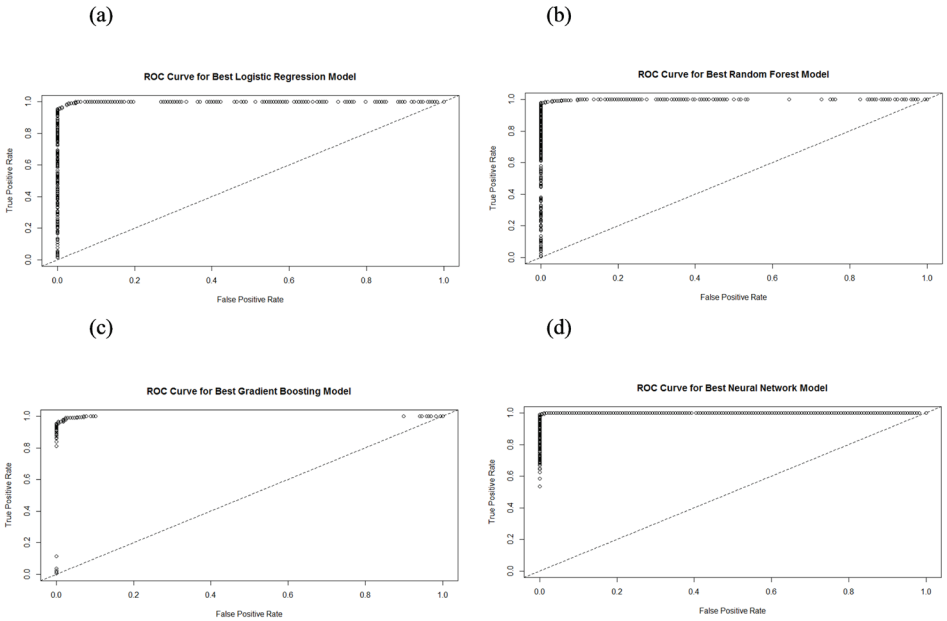 (a)
ROC Curve for Best Logistic Regression Model
True Positive Rate
0.0 0.2 0.4 0.6 0.8 1.0
0.0 0.2 0.4 0.6 0.8 1.0
False Positive Rate
(b)
ROC Curve for Best Random Forest Model
True Positive Rate
0.0 0.2 0.4 0.6 0.8 1.0
0.0 0.2 0.4 0.6 0.8 1.0
False Positive Rate
(c)
ROC Curve for Best Gradient Boosting Model
True Positive Rate
0.0 0.2 0.4 0.6 0.8 1.0
0.0 0.2 0.4 0.6 0.8 1.0
False Positive Rate
(d)
ROC Curve for Best Neural Network Model
True Positive Rate
0.0 0.2 0.4 0.6 0.8 1.0
0.0 0.2 0.4 0.6 0.8 1.0
False Positive Rate